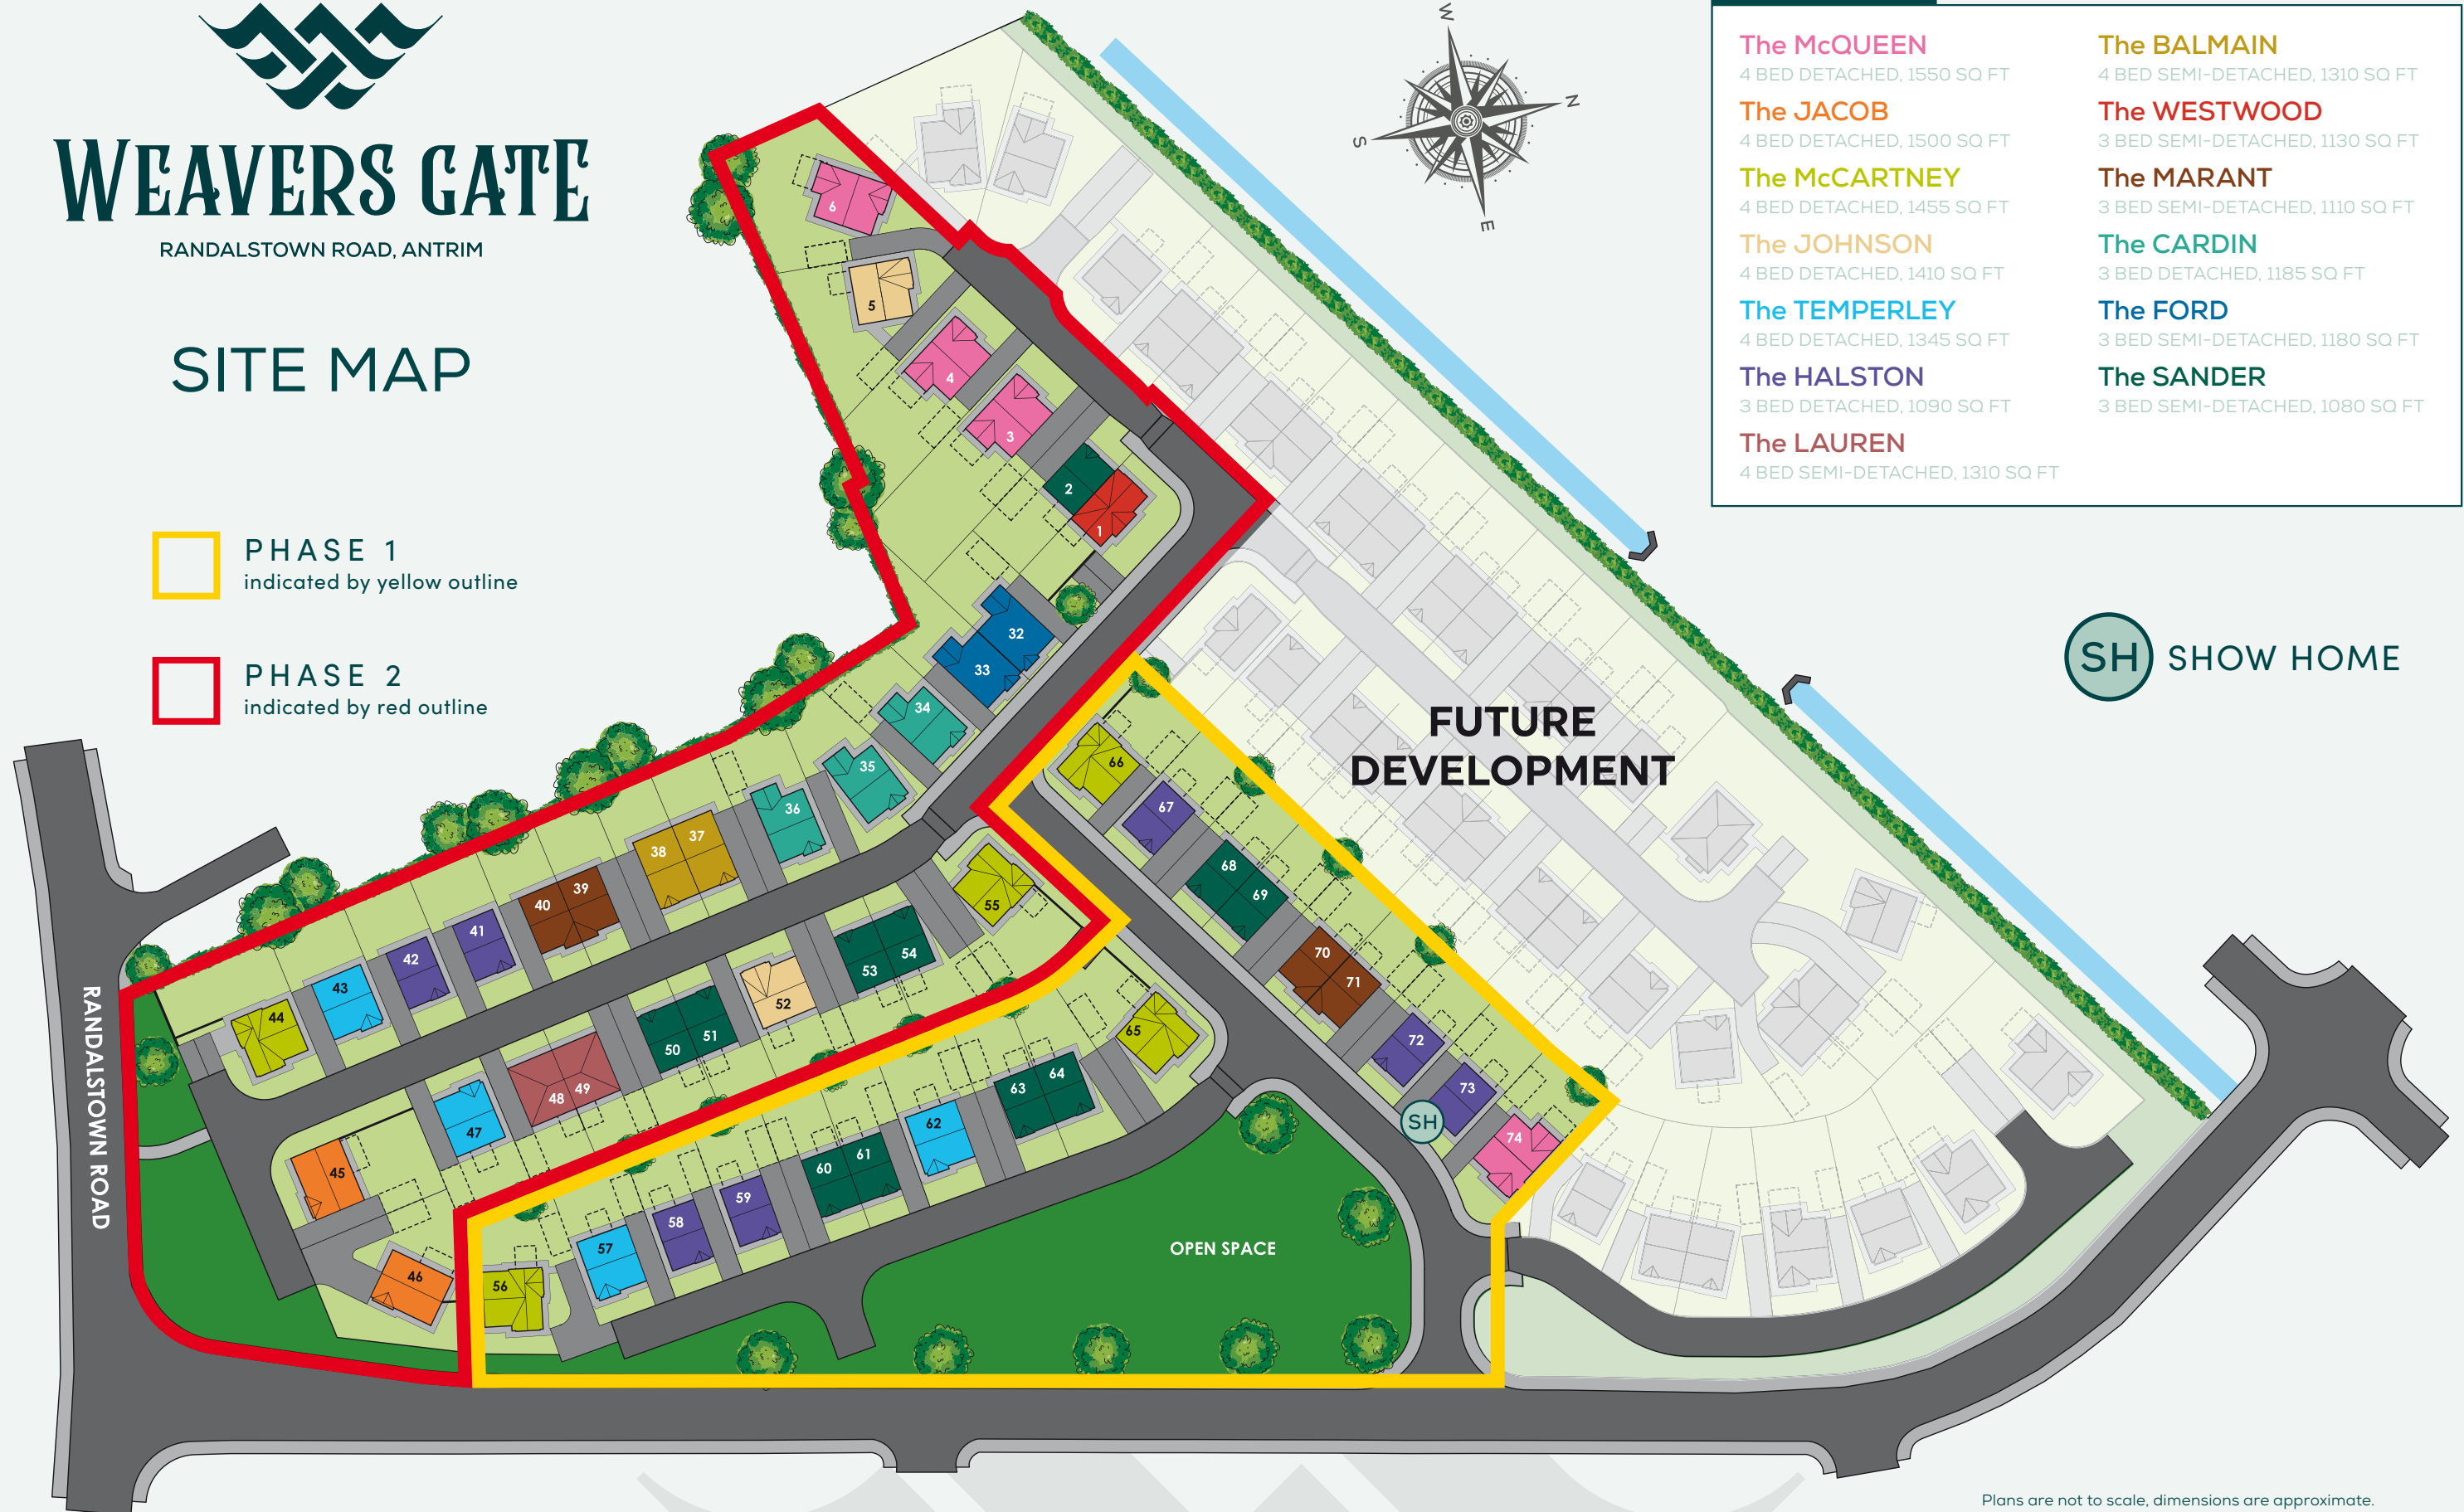 WEAVERS GATE
RANDALSTOWN ROAD, ANTRIM
SITE MAP
PHASE 1
indicated by yellow outline
PHASE 2
indicated by red outline
W
N
S
E
The McQUEEN
4 BED DETACHED, 1550 SQ FT
The JACOB
4 BED DETACHED, 1500 SQ FT
The McCARTNEY
4 BED DETACHED, 1455 SQ FT
The JOHNSON
4 BED DETACHED, 1410 SQ FT
The TEMPERLEY
4 BED DETACHED, 1345 SQ FT
The HALSTON
3 BED DETACHED, 1090 SQ FT
The LAUREN
4 BED SEMI-DETACHED, 1310 SQ FT
The BALMAIN
4 BED SEMI-DETACHED, 1310 SQ FT
The WESTWOOD
3 BED SEMI-DETACHED, 1130 SQ FT
The MARANT
3 BED SEMI-DETACHED, 1110 SQ FT
The CARDIN
3 BED DETACHED, 1185 SQ FT
The FORD
3 BED SEMI-DETACHED, 1180 SQ FT
The SANDER
3 BED SEMI-DETACHED, 1080 SQ FT
SH SHOW HOME
FUTURE
DEVELOPMENT
6
5
4
3
2
1
32
33
34
35
36
37
38
39
40
41
42
43
44
45
46
47
48
49
50
51
52
53
54
55
56
57
58
59
60
61
62
63
64
65
66
67
68
69
70
71
72
73
74
SH
OPEN SPACE
RANDALSTOWN ROAD
Plans are not to scale, dimensions are approximate.